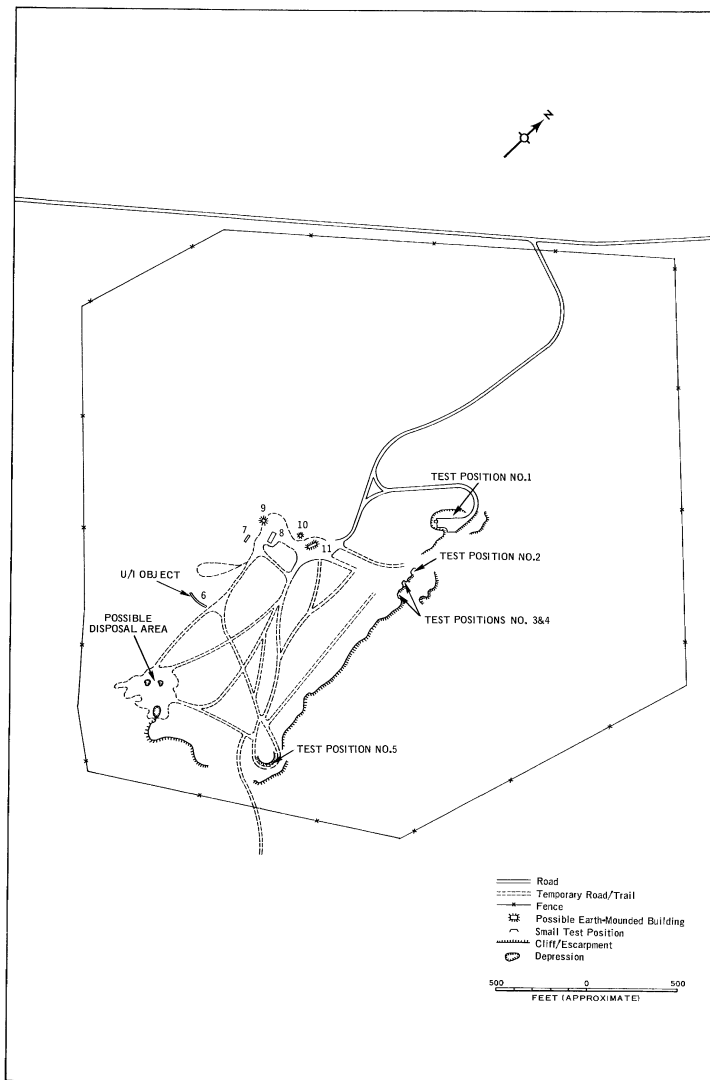 N
TEST POSITION NO.1
9
10
7
8
11
TEST POSITION NO.2
U/I OBJECT
6
TEST POSITIONS NO. 3&4
POSSIBLE
DISPOSAL AREA
TEST POSITION NO.5
Road
Temporary Road/Trail
Fence
Possible Earth-Mounded Building
Small Test Position
Cliff/Escarpment
Depression
500 0 500
FEET (APPROXIMATE)